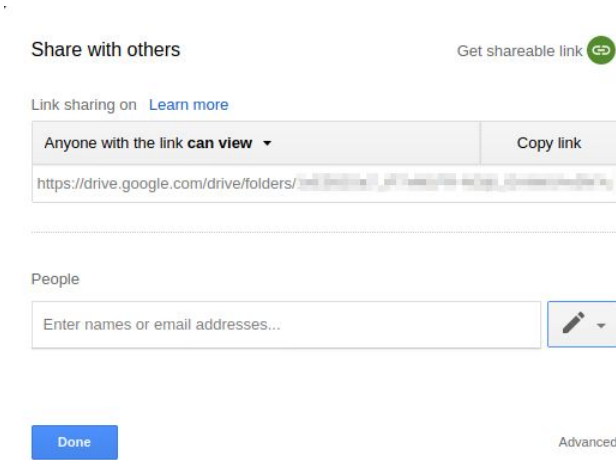 Share with others
Get shareable link
Link sharing on Learn more
Anyone with the link can view
Copy link
https://drive.google.com/drive/folders/
People
Enter names or email addresses...
Done
Advanced